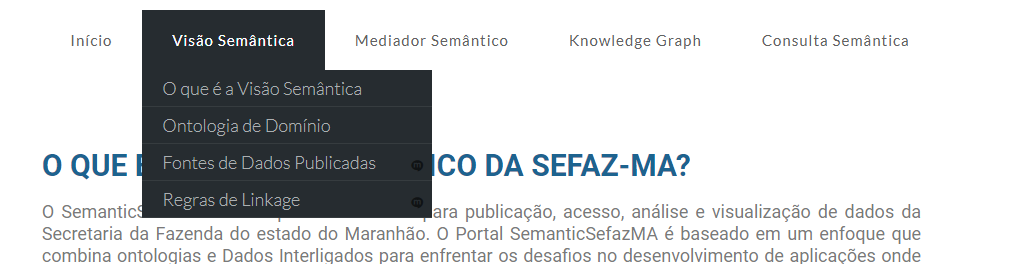 Início Visão Semântica Mediador Semântico Knowledge Graph Consulta Semântica
O que é a Visão Semântica
Ontologia de Domínio
Fontes de Dados Publicadas
Regras de Linkage
O QUE ICO DA SEFAZ-MA?
O para publicação, acesso, análise e visualização de dados da
Secretaria da Fazenda do estado do Maranhão. O Portal SemanticSefazMA é baseado em um enfoque que
combina ontologias e Dados Interligados para enfrentar os desafios no desenvolvimento de aplicações onde